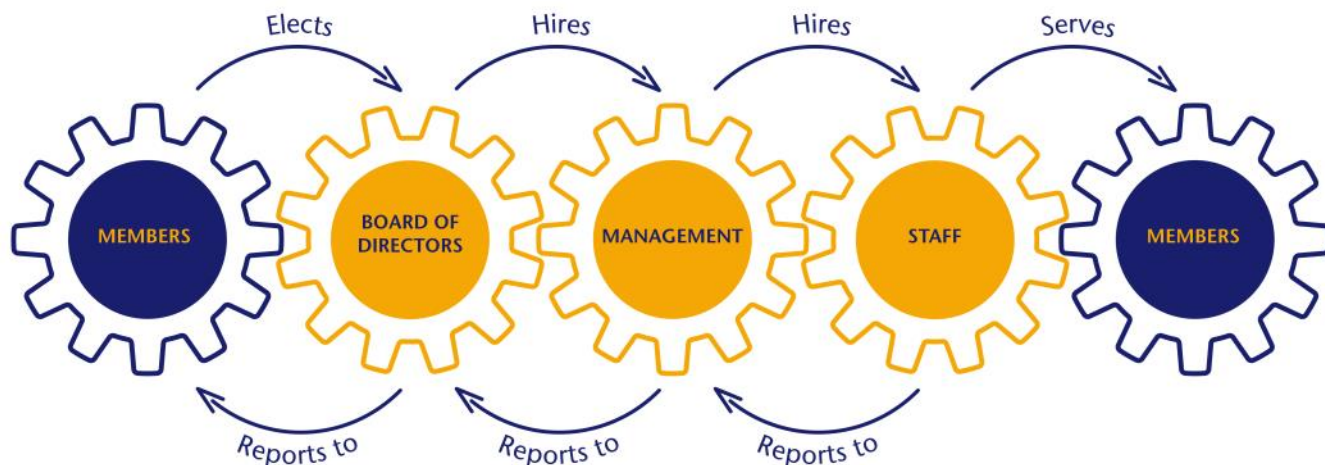 Elects
Hires
Hires
Serves
MEMBERS
BOARD OF
DIRECTORS
MANAGEMENT
STAFF
MEMBERS
Reports to
Reports to
Reports to